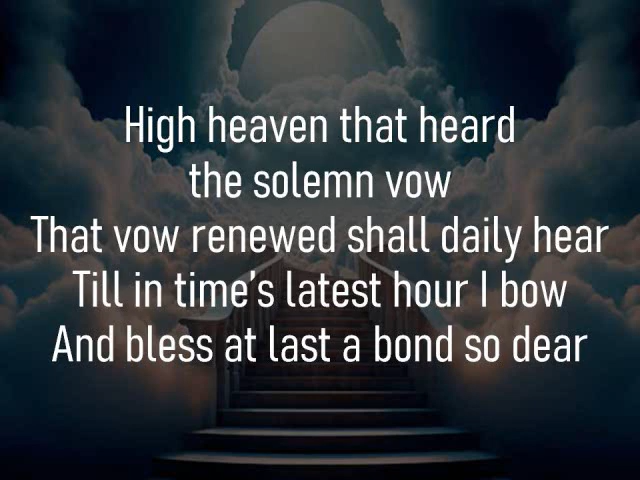 High heaven that heard
the solemn vow
That vow renewed shall daily hear
Till in time's latest hour I bow
And bless at last a bond so dear